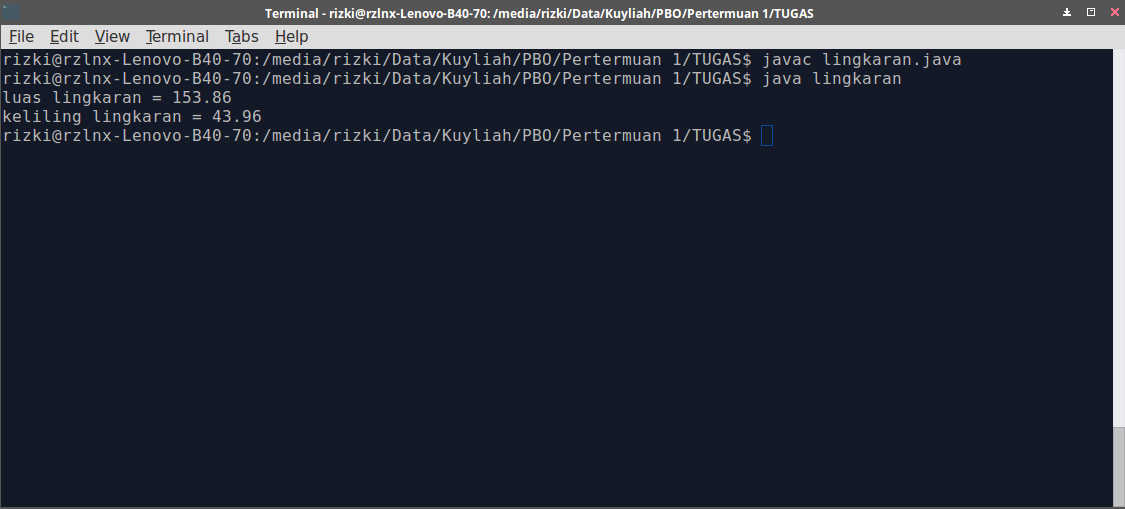 Terminal - rizki@rzlnx-Lenovo-B40-70: /media/rizki/Data/Kuyliah/PBO/Pertermuan 1/TUGAS
File Edit View Terminal Tabs Help
rizki@rzlnx-Lenovo-B40-70:/media/rizki/Data/Kuyliah/PBO/Pertermuan 1/TUGAS$ javac lingkaran.java
rizki@rzlnx-Lenovo-B40-70:/media/rizki/Data/Kuyliah/PBO/Pertermuan 1/TUGAS$ java lingkaran
luas lingkaran = 153.86
keliling lingkaran = 43.96
rizki@rzlnx-Lenovo-B40-70:/media/rizki/Data/Kuyliah/PBO/Pertermuan 1/TUGAS$